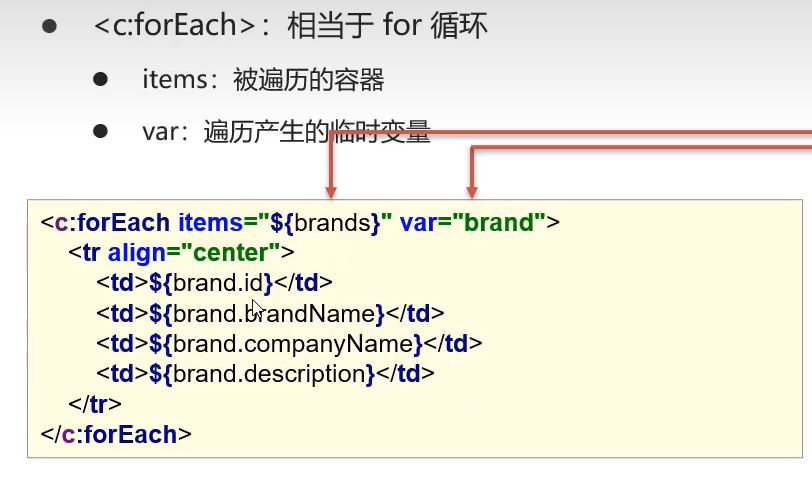 <c:forEach>：相当于 for 循环
items：被遍历的容器
var：遍历产生的临时变量
<c:forEach items="${brands}" var="brand">
<tr align="center">
<td>${brand.id}</td>
<td>${brand.brandName}</td>
<td>${brand.companyName}</td>
<td>${brand.description}</td>
</tr>
</c:forEach>